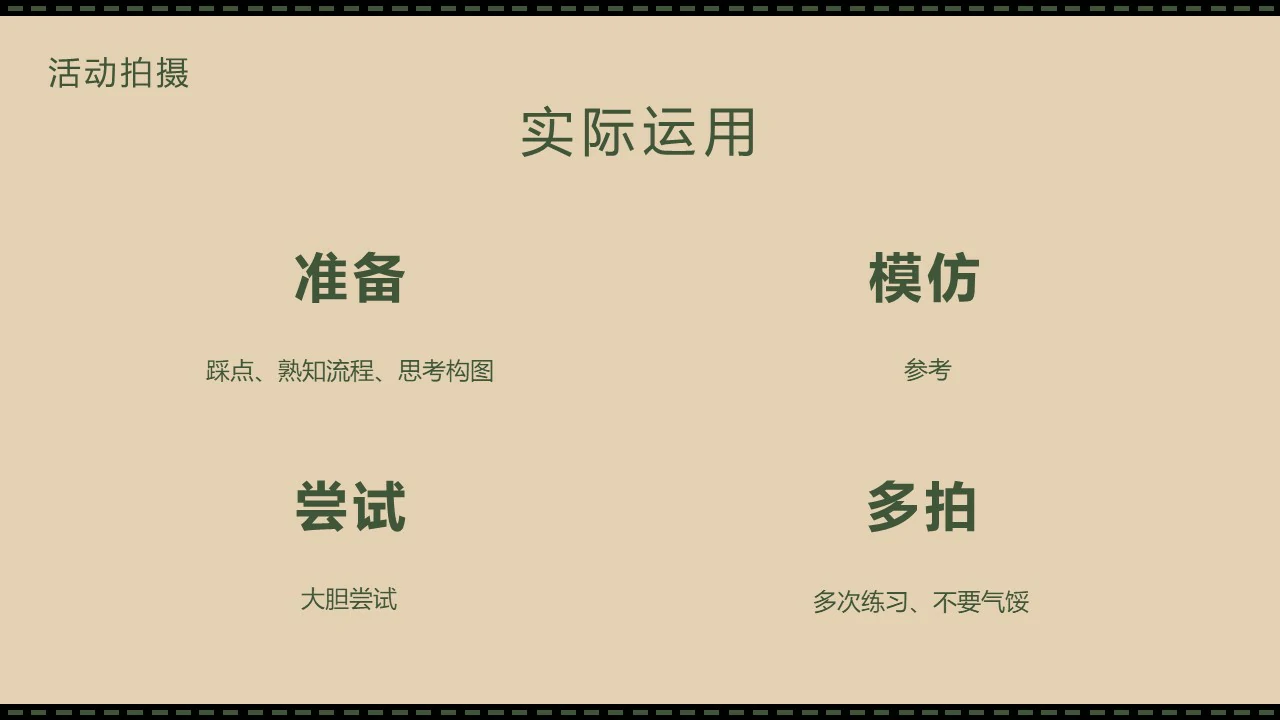 活动拍摄
实际运用
准备
踩点、熟知流程、思考构图
模仿
参考
尝试
大胆尝试
多拍
多次练习、不要气馁